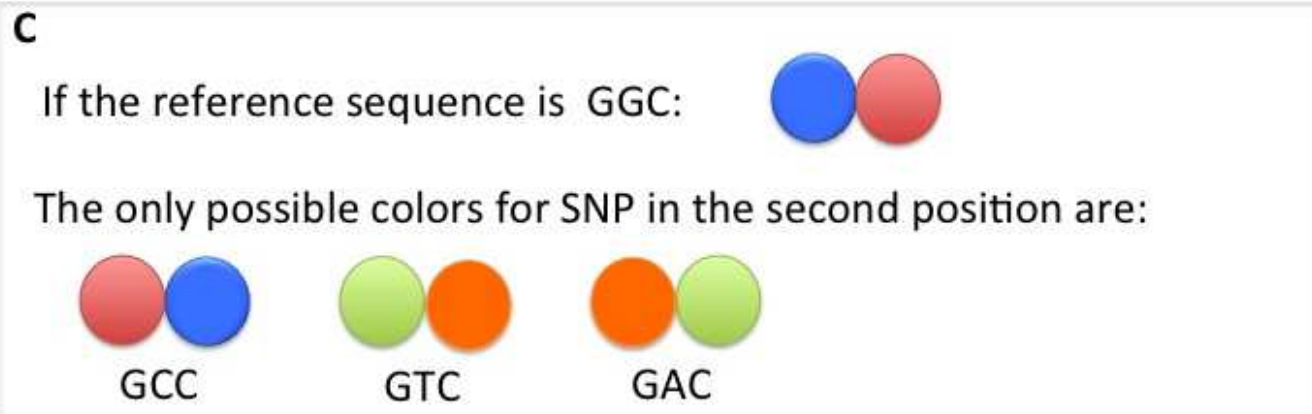 C
If the reference sequence is GGC:
The only possible colors for SNP in the second position are:
GCC GTC GAC